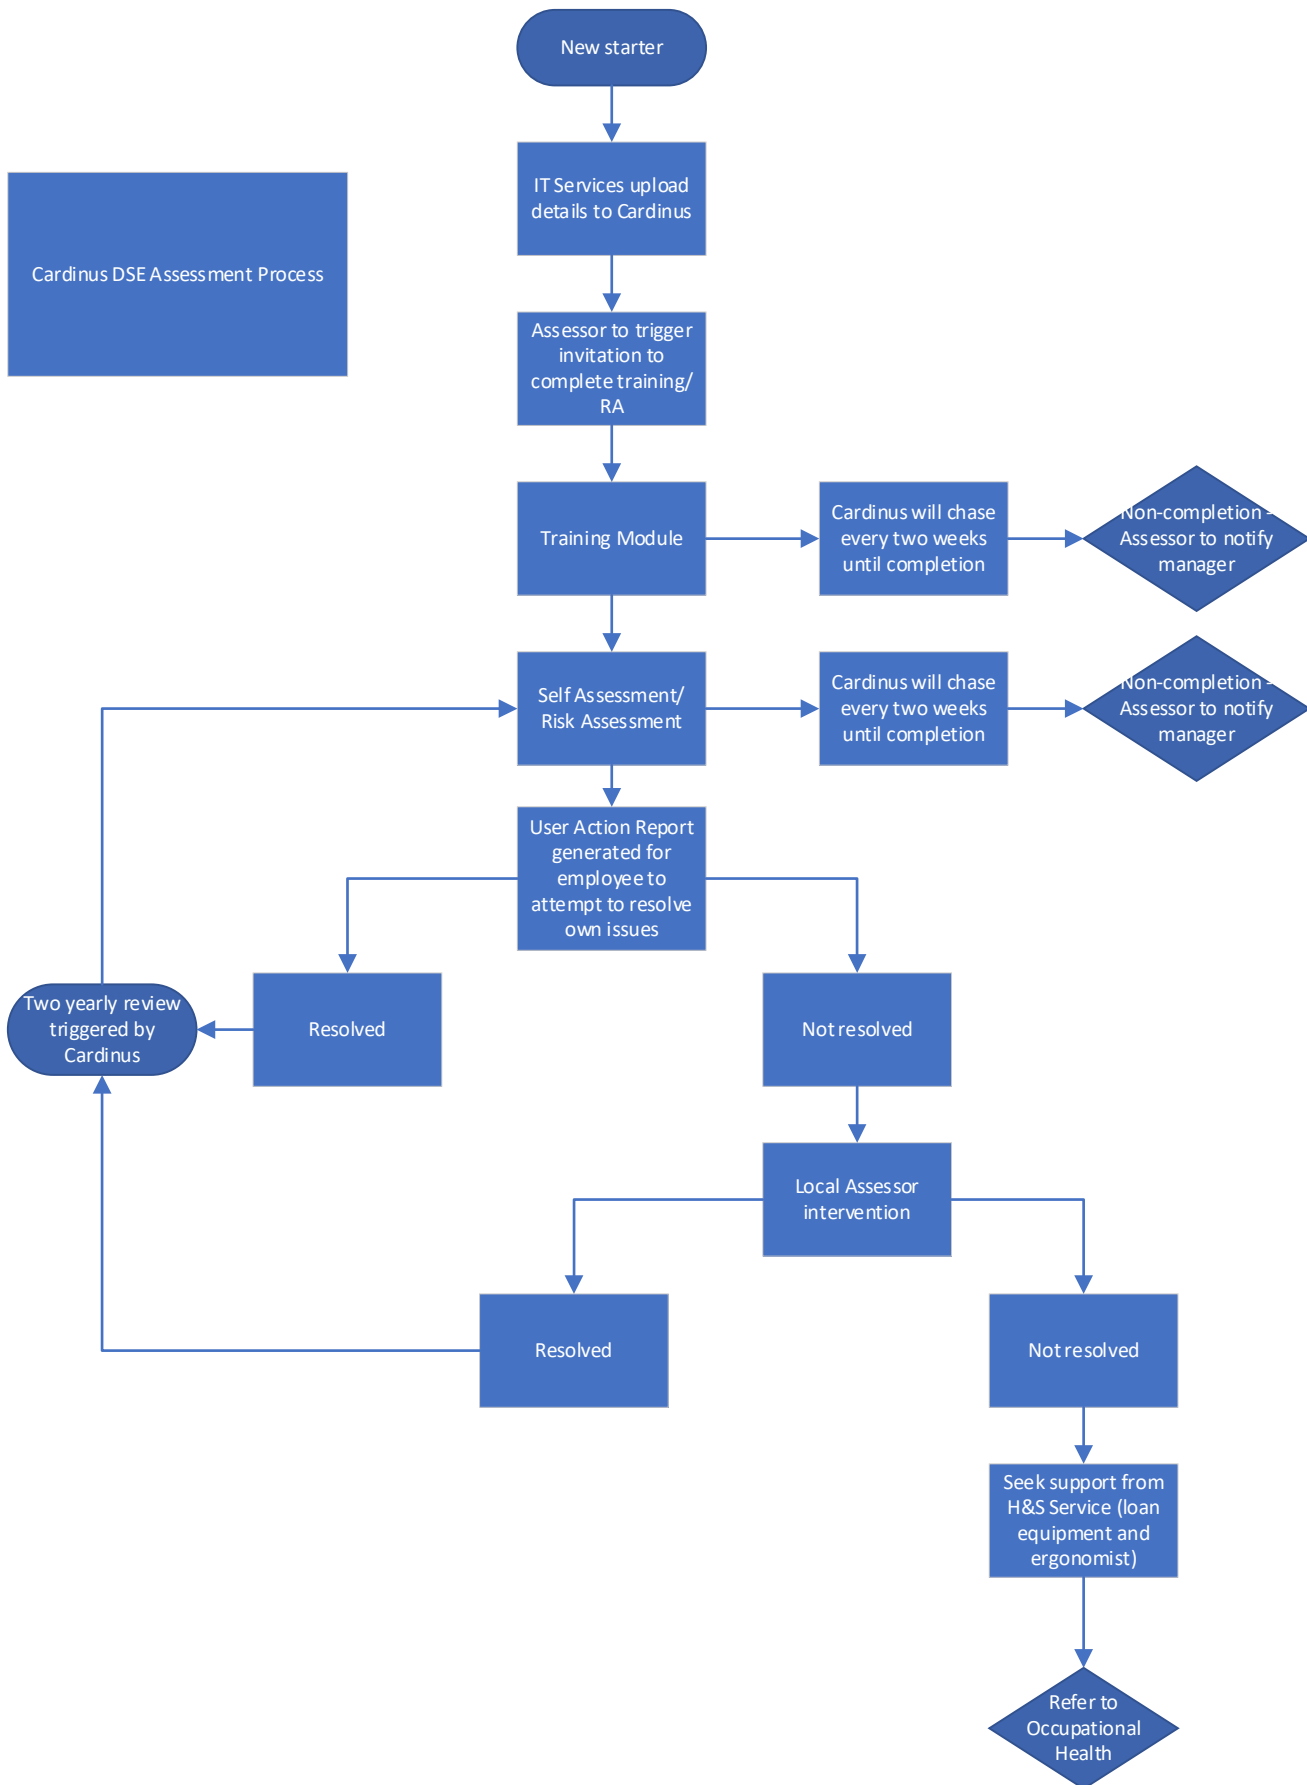 New starter
IT Services upload
details to Cardinus
Cardinus DSE Assessment Process
Assessor to trigger
invitation to
complete training/
RA
Training Module
Cardinus will chase
every two weeks
until completion
Non-completion -
Assessor to notify
manager
Self Assessment/
Risk Assessment
Cardinus will chase
every two weeks
until completion
Non-completion -
Assessor to notify
manager
User Action Report
generated for
employee to
attempt to resolve
own issues
Two yearly review
triggered by
Cardinus
Resolved
Not resolved
Local Assessor
intervention
Resolved
Not resolved
Seek support from
H&S Service (loan
equipment and
ergonomist)
Refer to
Occupational
Health